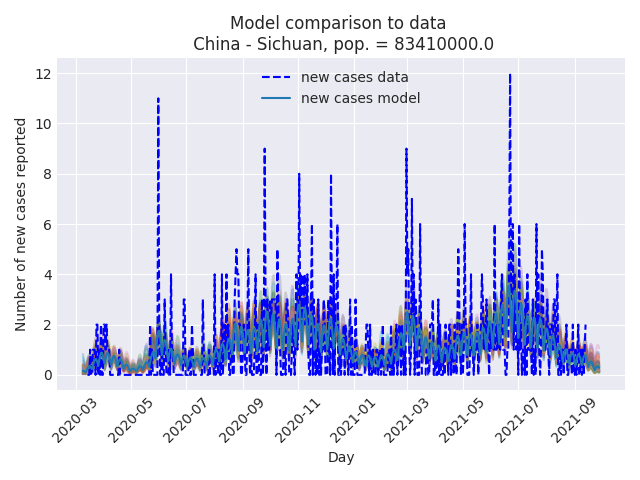 Model comparison to data
China - Sichuan, pop. = 83410000.0
new cases data
new cases model
Number of new cases reported
12
10
8
6
4
2
0
2020-03
2020-05
2020-07
2020-09
2020-11
2021-01
2021-03
2021-05
2021-07
2021-09
Day